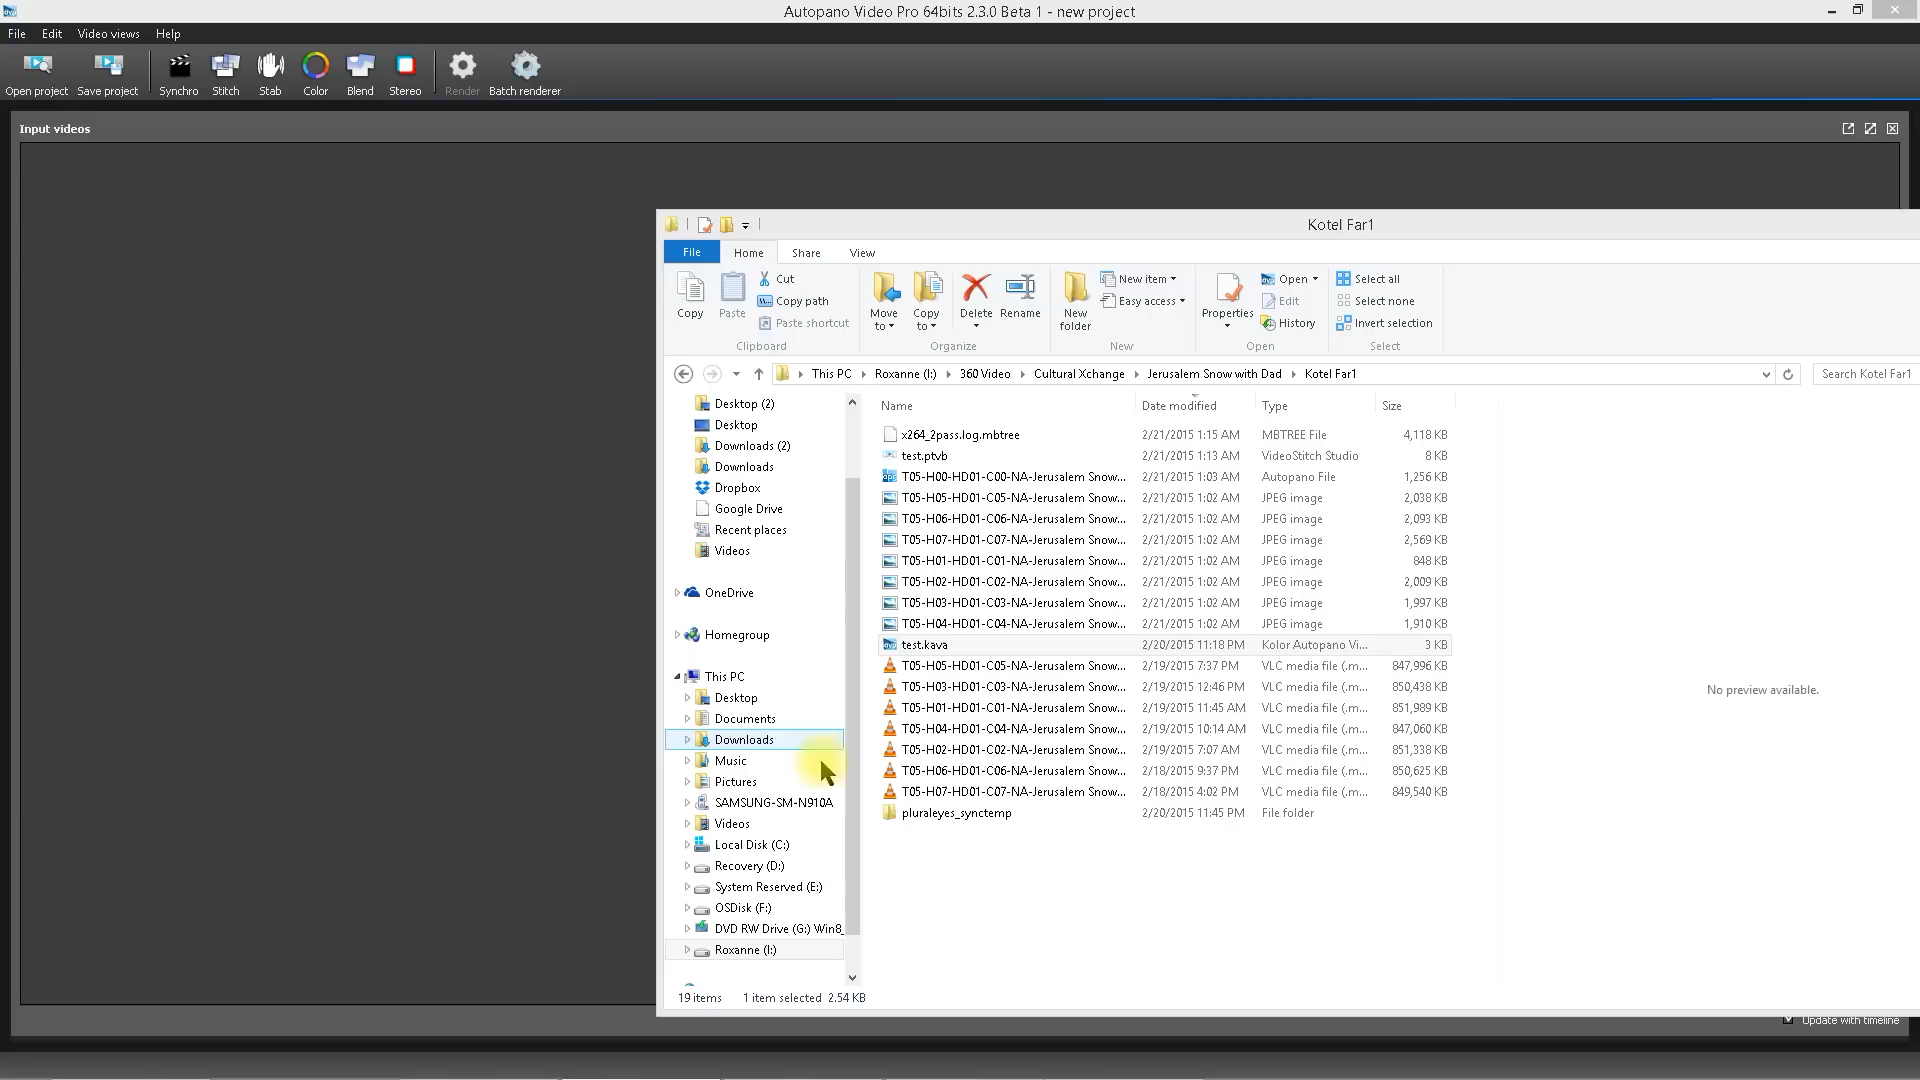 Autopano Video Pro 64bits 2.3.0 Beta 1 - new project
File Edit Video views Help
Open project Save project Synchro Stitch Stab Color Blend Stereo Render Batch renderer
Input videos
Kotel Far1
File Home Share View
Copy Paste Cut Copy path Paste shortcut Move to Copy to Delete Rename New folder New item Easy access Properties Open Edit History Select all Select none Invert selection
Clipboard Organize New Open Select
This PC Roxanne (I:) 360 Video Cultural Xchange Jerusalem Snow with Dad Kotel Far1 Search Kotel Far1
Desktop (2)
Desktop
Downloads (2)
Downloads
Dropbox
Google Drive
Recent places
Videos
OneDrive
Homegroup
This PC
Desktop
Documents
Downloads
Music
Pictures
SAMSUNG-SM-N910A
Videos
Local Disk (C:)
Recovery (D:)
System Reserved (E:)
OSDisk (F:)
DVD RW Drive (G:) Win8_
Roxanne (I:)
Name Date modified Type Size
x264_2pass.log.mbtree 2/21/2015 1:15 AM MBTREE File 4,118 KB
test.ptvb 2/21/2015 1:13 AM VideoStitch Studio 8 KB
T05-H00-HD01-C00-NA-Jerusalem Snow... 2/21/2015 1:03 AM Autopano File 1,256 KB
T05-H05-HD01-C05-NA-Jerusalem Snow... 2/21/2015 1:02 AM JPEG image 2,038 KB
T05-H06-HD01-C06-NA-Jerusalem Snow... 2/21/2015 1:02 AM JPEG image 2,093 KB
T05-H07-HD01-C07-NA-Jerusalem Snow... 2/21/2015 1:02 AM JPEG image 2,569 KB
T05-H01-HD01-C01-NA-Jerusalem Snow... 2/21/2015 1:02 AM JPEG image 848 KB
T05-H02-HD01-C02-NA-Jerusalem Snow... 2/21/2015 1:02 AM JPEG image 2,009 KB
T05-H03-HD01-C03-NA-Jerusalem Snow... 2/21/2015 1:02 AM JPEG image 1,997 KB
T05-H04-HD01-C04-NA-Jerusalem Snow... 2/21/2015 1:02 AM JPEG image 1,910 KB
test.kava 2/20/2015 11:18 PM Kolor Autopano Vi... 3 KB
T05-H05-HD01-C05-NA-Jerusalem Snow... 2/19/2015 7:37 PM VLC media file (.m... 847,996 KB
T05-H03-HD01-C03-NA-Jerusalem Snow... 2/19/2015 12:46 PM VLC media file (.m... 850,438 KB
T05-H01-HD01-C01-NA-Jerusalem Snow... 2/19/2015 11:45 AM VLC media file (.m... 851,989 KB
T05-H04-HD01-C04-NA-Jerusalem Snow... 2/19/2015 10:14 AM VLC media file (.m... 847,060 KB
T05-H02-HD01-C02-NA-Jerusalem Snow... 2/19/2015 7:07 AM VLC media file (.m... 851,338 KB
T05-H06-HD01-C06-NA-Jerusalem Snow... 2/18/2015 9:37 PM VLC media file (.m... 850,625 KB
T05-H07-HD01-C07-NA-Jerusalem Snow... 2/18/2015 4:02 PM VLC media file (.m... 849,540 KB
pluraleyes_synctemp 2/20/2015 11:45 PM File folder
No preview available.
19 items 1 item selected 2.54 KB
Update with timeline